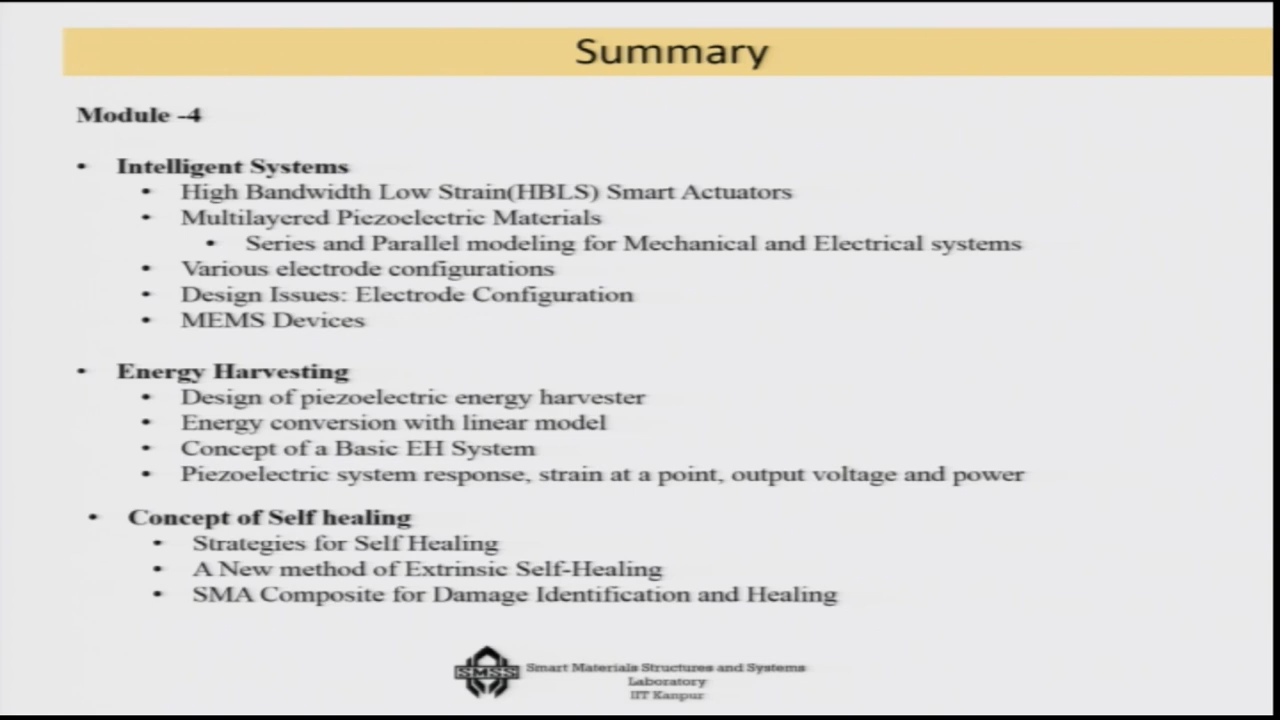 Summary
Module -4
• Intelligent Systems
• High Bandwidth Low Strain(HBLS) Smart Actuators
• Multilayered Piezoelectric Materials
• Series and Parallel modeling for Mechanical and Electrical systems
• Various electrode configurations
• Design Issues: Electrode Configuration
• MEMS Devices
• Energy Harvesting
• Design of piezoelectric energy harvester
• Energy conversion with linear model
• Concept of a Basic EH System
• Piezoelectric system response, strain at a point, output voltage and power
• Concept of Self healing
• Strategies for Self Healing
• A New method of Extrinsic Self-Healing
• SMA Composite for Damage Identification and Healing
SMSS
Smart Materials Structures and Systems
Laboratory
IIT Kanpur